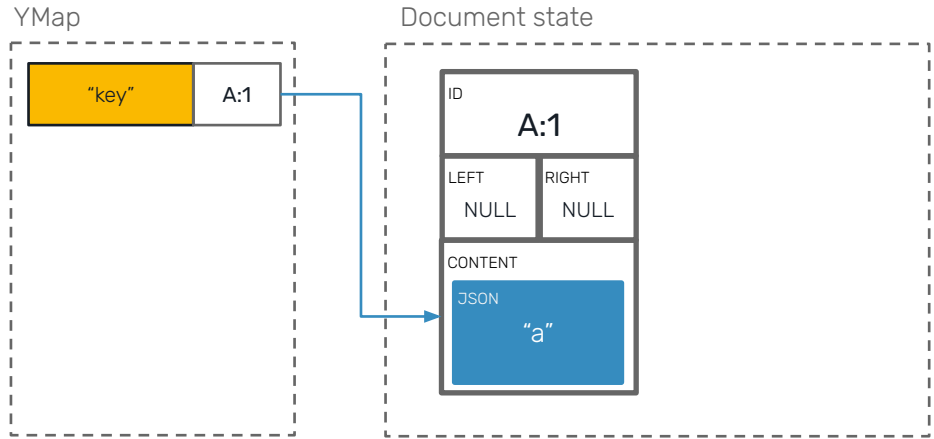 YMap
Document state
“key”
A:1
ID
A:1
LEFT
RIGHT
NULL
NULL
CONTENT
JSON
“a”